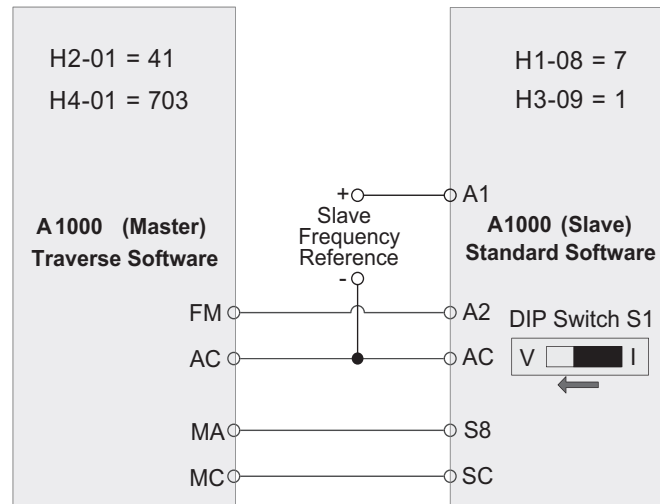 H2-01 = 41
H4-01 = 703
A1000 (Master)
Traverse Software
FM
AC
MA
MC
+
Slave
Frequency
Reference
-
H1-08 = 7
H3-09 = 1
A1
A1000 (Slave)
Standard Software
A2
DIP Switch S1
AC
V I
S8
SC